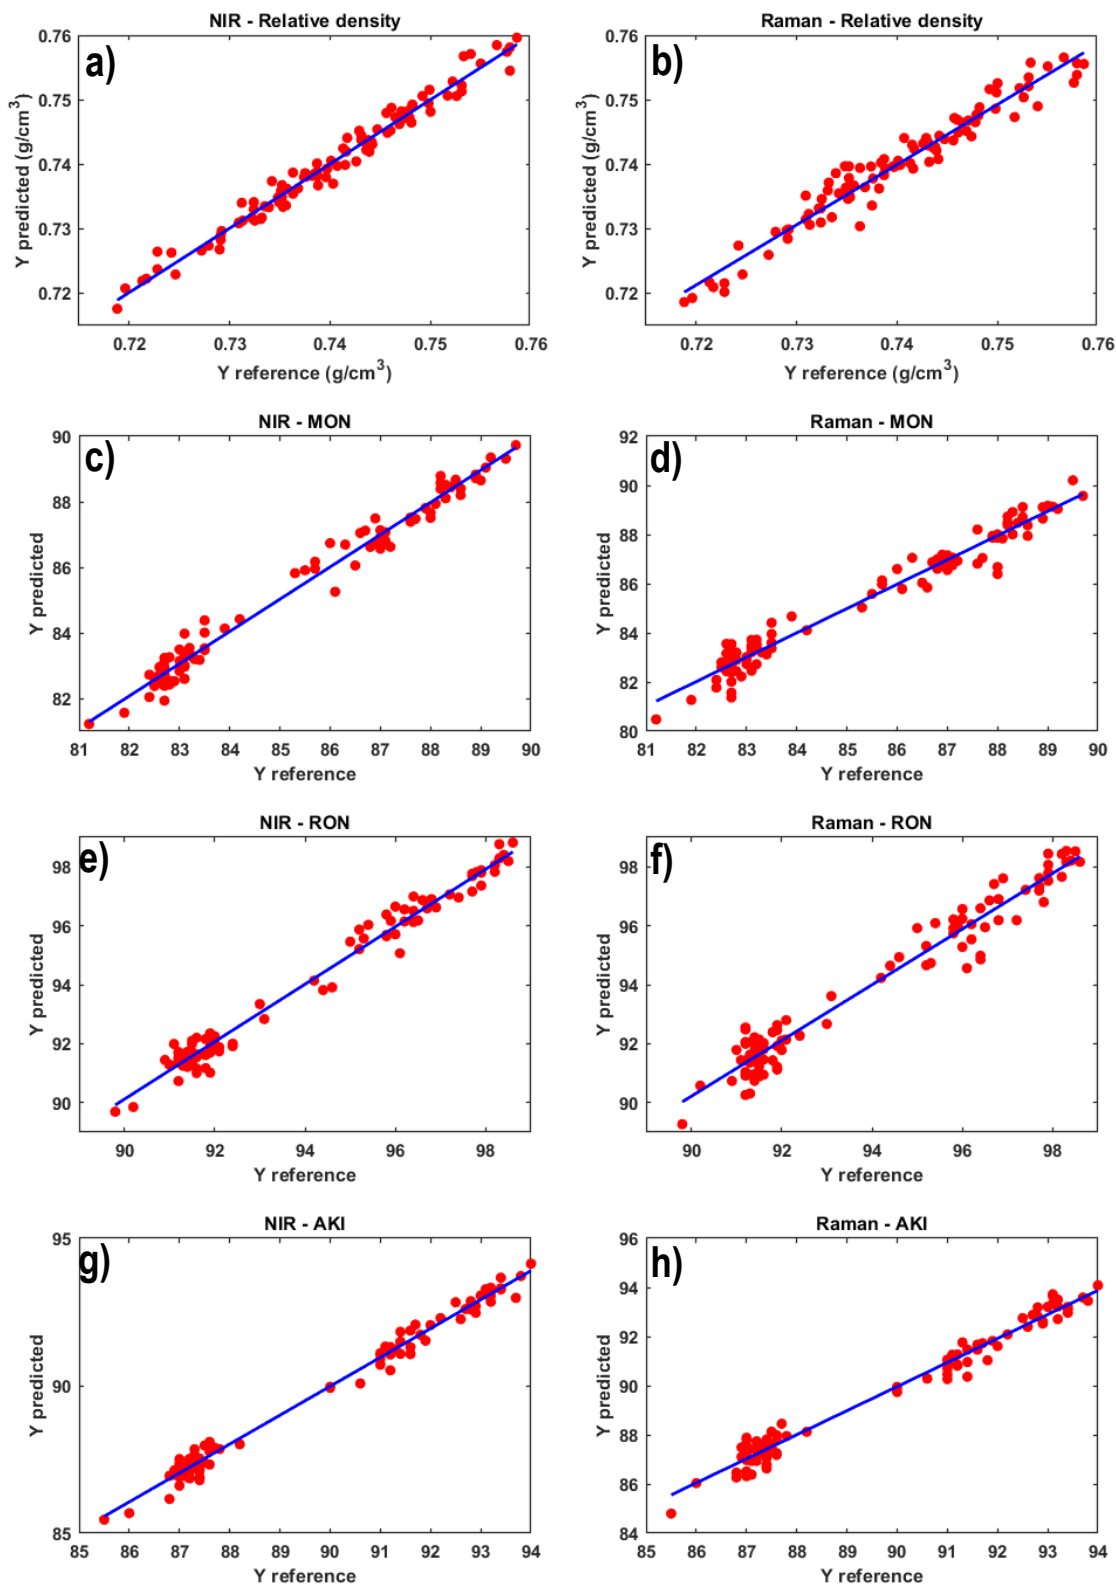 NIR - Relative density
a)
0.76
0.75
0.74
0.73
0.72
Y predicted (g/cm³)
0.72 0.73 0.74 0.75 0.76
Y reference (g/cm³)
Raman - Relative density
b)
0.76
0.75
0.74
0.73
0.72
Y predicted (g/cm³)
0.72 0.73 0.74 0.75 0.76
Y reference (g/cm³)
NIR - MON
c)
90
88
86
84
82
Y predicted
81 82 83 84 85 86 87 88 89 90
Y reference
Raman - MON
d)
92
90
88
86
84
82
80
Y predicted
81 82 83 84 85 86 87 88 89 90
Y reference
NIR - RON
e)
98
96
94
92
90
Y predicted
90 92 94 96 98
Y reference
Raman - RON
f)
98
96
94
92
90
Y predicted
90 92 94 96 98
Y reference
NIR - AKI
g)
95
90
85
Y predicted
85 86 87 88 89 90 91 92 93 94
Y reference
Raman - AKI
h)
96
94
92
90
88
86
84
Y predicted
85 86 87 88 89 90 91 92 93 94
Y reference